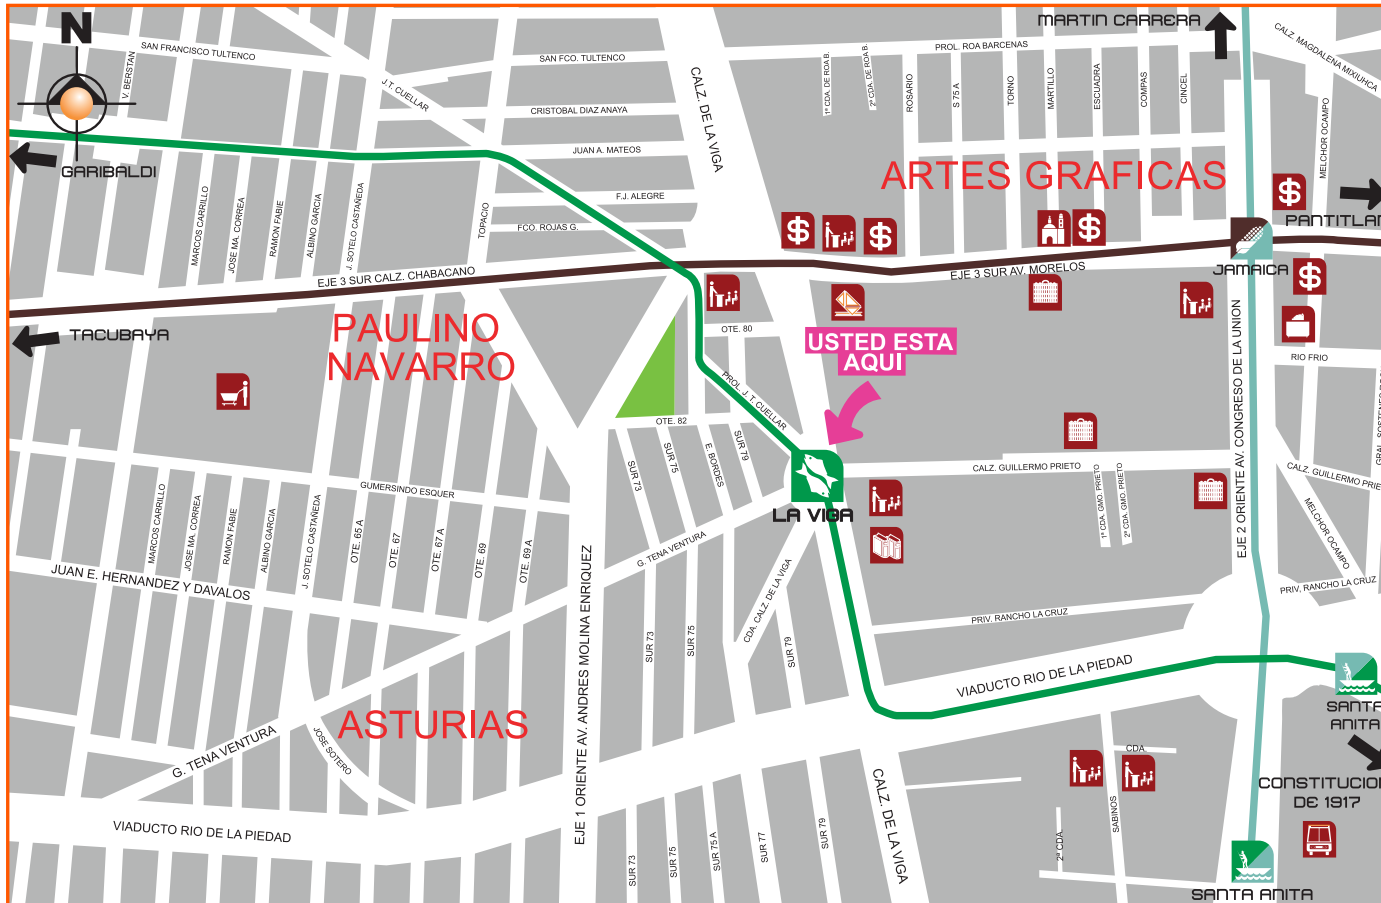 N
SAN FRANCISCO TULTENCO
V. BERSTAN
J.T. CUELLAR
SAN FCO. TULTENCO
CRISTOBAL DIAZ ANAYA
JUAN A. MATEOS
F.J. ALEGRE
FCO. ROJAS G.
CALZ. DE LA VIGA
MARTIN CARRERA
PROL. ROA BARCENAS
1ª CDA. DE ROA B.
2ª CDA. DE ROA B.
ROSARIO
S 75 A
TORNO
MARTILLO
ESCUADRA
COMPAS
CINCEL
CALZ. MAGDALENA MIXIUHCA
MELCHOR OCAMPO
GARIBALDI
MARCOS CARRILLO
JOSE MA. CORREA
RAMON FABIE
ALBINO GARCIA
J. SOTELO CASTAÑEDA
TOPACIO
ARTES GRAFICAS
PANTITLAN
EJE 3 SUR CALZ. CHABACANO
EJE 3 SUR AV. MORELOS
JAMAICA
TACUBAYA
PAULINO
NAVARRO
OTE. 80
USTED ESTA
AQUI
PROL. J. T. CUELLAR
RIO FRIO
EJE 2 ORIENTE AV. CONGRESO DE LA UNION
OTE. 82
SUR 73
SUR 75
E. BORDES
SUR 79
CALZ. GUILLERMO PRIETO
1ª CDA. GMO. PRIETO
2ª CDA. GMO. PRIETO
CALZ. GUILLERMO PRIE
MELCHOR OCAMPO
GUMERSINDO ESQUER
LA VIGA
MARCOS CARRILLO
JOSE MA. CORREA
RAMON FABIE
ALBINO GARCIA
J. SOTELO CASTAÑEDA
OTE. 65 A
OTE. 67
OTE. 67 A
OTE. 69
OTE. 69 A
G. TENA VENTURA
JUAN E. HERNANDEZ Y DAVALOS
EJE 1 ORIENTE AV. ANDRES MOLINA ENRIQUEZ
CDA. CALZ. DE LA VIGA
PRIV. RANCHO LA CRUZ
PRIV. RANCHO LA CRUZ
SUR 73
SUR 75
SUR 79
VIADUCTO RIO DE LA PIEDAD
SANTA
ANITA
ASTURIAS
JOSE SOTERO
G. TENA VENTURA
CDA.
SABINOS
2ª CDA.
CONSTITUCION
DE 1917
VIADUCTO RIO DE LA PIEDAD
CALZ. DE LA VIGA
SUR 73
SUR 75
SUR 75 A
SUR 77
SUR 79
SANTA ANITA